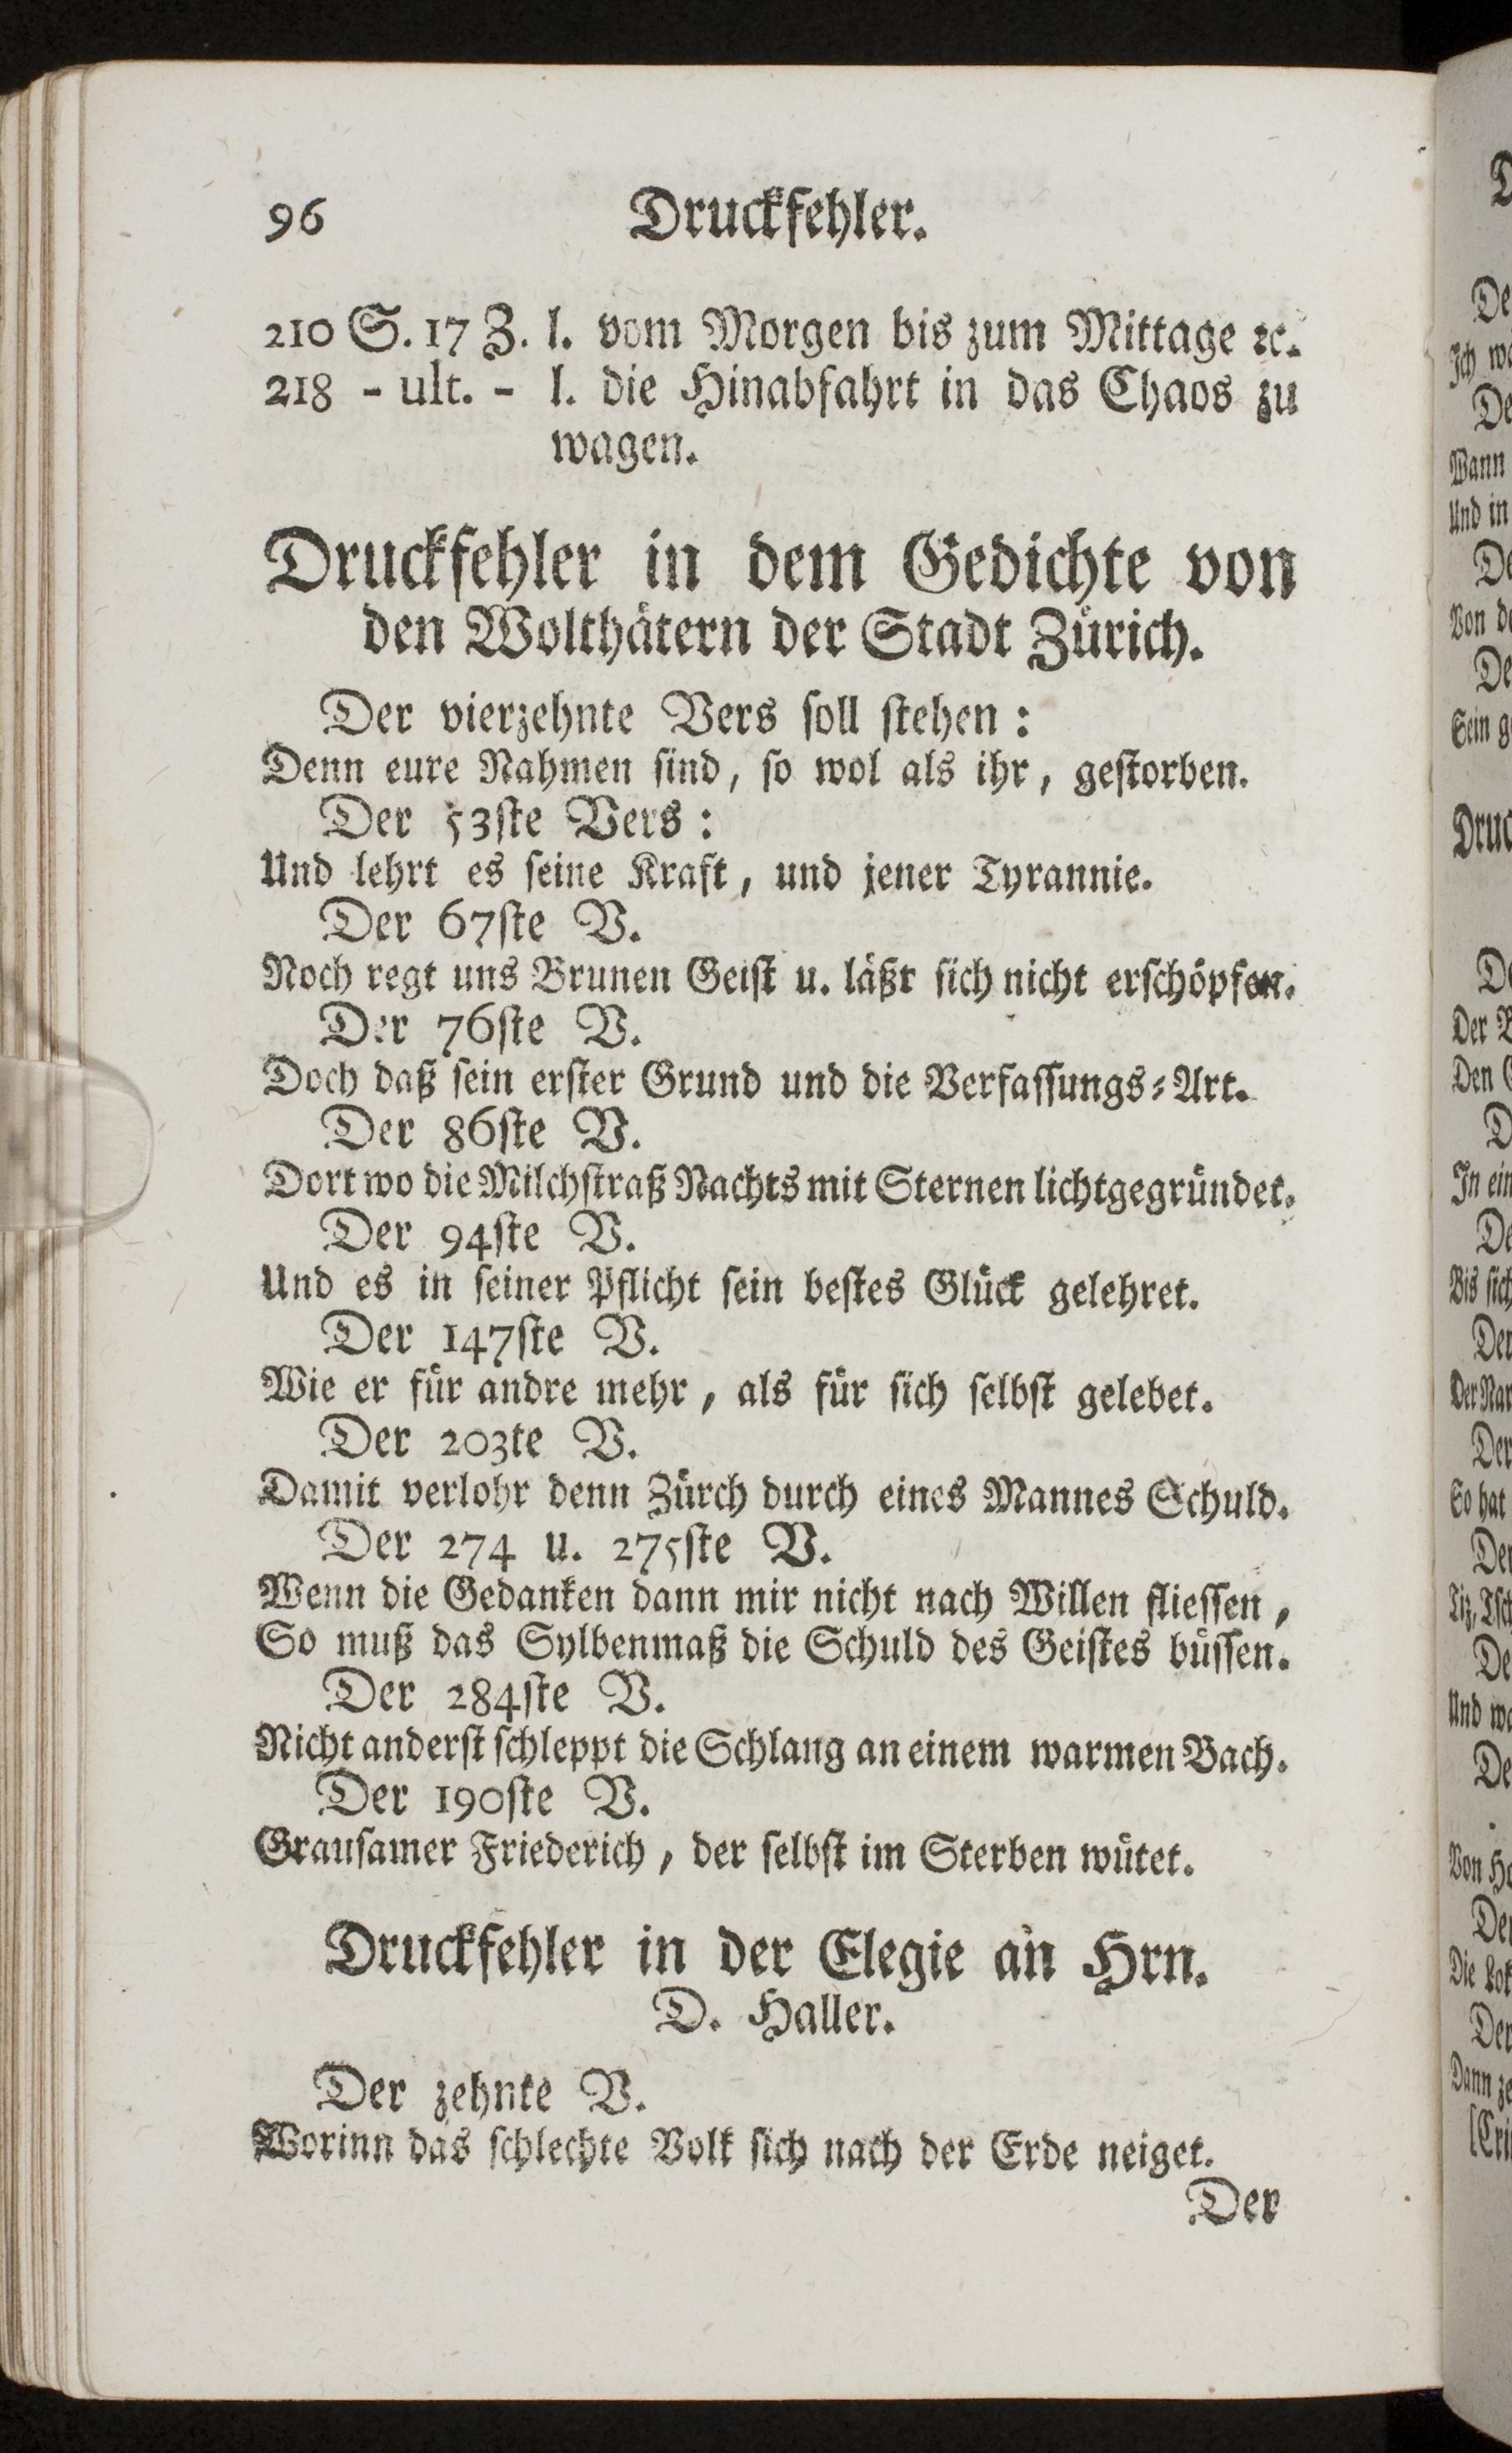 96 Druckfehler.
210 S. 17 Z. l. vom Morgen bis zum Mittage ꝛc.
218 - ult. - l. die Hinabfahrt in das Chaos zu
wagen.
Druckfehler in dem Gedichte von
den Wolthätern der Stadt Zürich.
Der vierzehnte Vers ſoll ſtehen :
Denn eure Nahmen ſind, ſo wol als ihr, geſtorben.
Der 53ſte Vers :
Und lehrt es ſeine Kraft, und jener Tyrannie.
Der 67ſte V.
Noch regt uns Brunen Geiſt u. läßt ſich nicht erſchöpfen.
Der 76ſte V.
Doch daß ſein erſter Grund und die Verfaſſungs⸗Art.
Der 86ſte V.
Dort wo die Milchſtraß Nachts mit Sternen licht gegründet.
Der 94ſte V.
Und es in ſeiner Pflicht ſein beſtes Glück gelehret.
Der 147ſte V.
Wie er für andre mehr, als für ſich ſelbſt gelebet.
Der 203te V.
Damit verlohr denn Zürch durch eines Mannes Schuld.
Der 274 u. 275ſte V.
Wenn die Gedanken dann mir nicht nach Willen flieſſen,
So muß das Sylbenmaß die Schuld des Geiſtes büſſen.
Der 284ſte V.
Nicht anderſt ſchleppt die Schlang an einem warmen Bach.
Der 190ſte V.
Grauſamer Friederich, der ſelbſt im Sterben wütet.
Druckfehler in der Elegie an Hrn.
D. Haller.
Der zehnte V.
Worinn das ſchlechte Volk ſich nach der Erde neiget.
Der